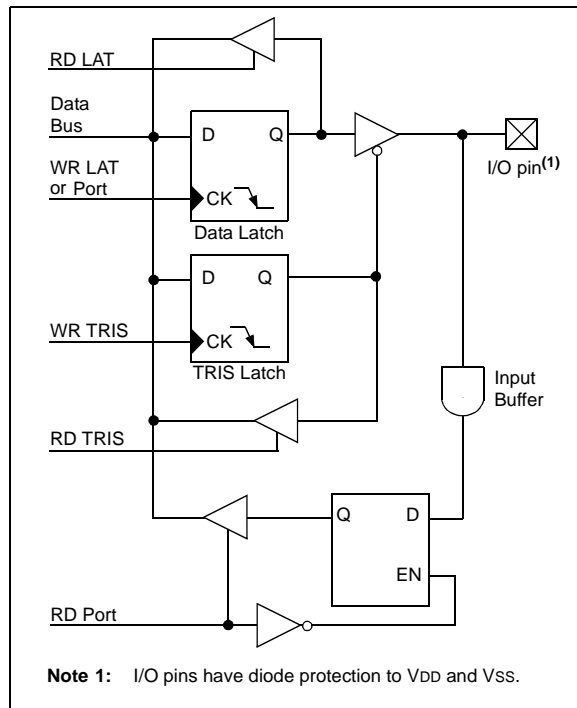 RD LAT
Data
Bus
D Q
WR LAT
or Port
CK
Data Latch
I/O pin(1)
D Q
WR TRIS
CK
TRIS Latch
Input
Buffer
RD TRIS
Q D
EN
RD Port
Note 1: I/O pins have diode protection to VDD and VSS.